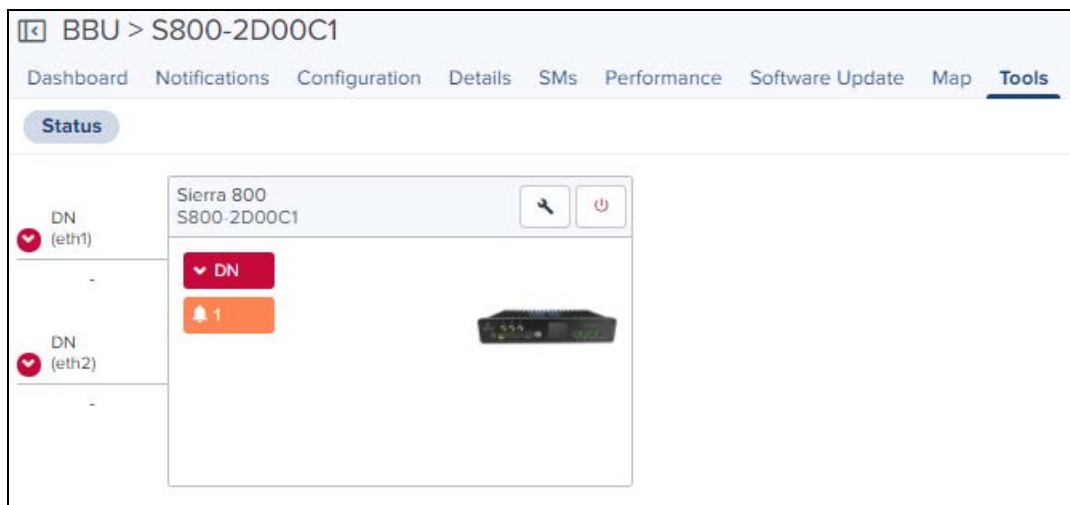 BBU > S800-2D00C1
Dashboard Notifications Configuration Details SMs Performance Software Update Map Tools
Status
DN
(eth1)
-
DN
(eth2)
-
Sierra 800
S800-2D00C1
DN
1